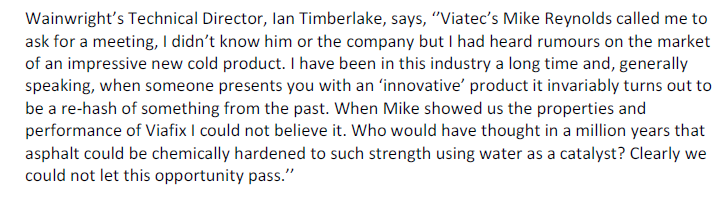 Wainwright’s Technical Director, Ian Timberlake, says, ‘’Viatec’s Mike Reynolds called me to
ask for a meeting, I didn’t know him or the company but I had heard rumours on the market
of an impressive new cold product. I have been in this industry a long time and, generally
speaking, when someone presents you with an ‘innovative’ product it invariably turns out to
be a re-hash of something from the past. When Mike showed us the properties and
performance of Viafix I could not believe it. Who would have thought in a million years that
asphalt could be chemically hardened to such strength using water as a catalyst? Clearly we
could not let this opportunity pass.’’